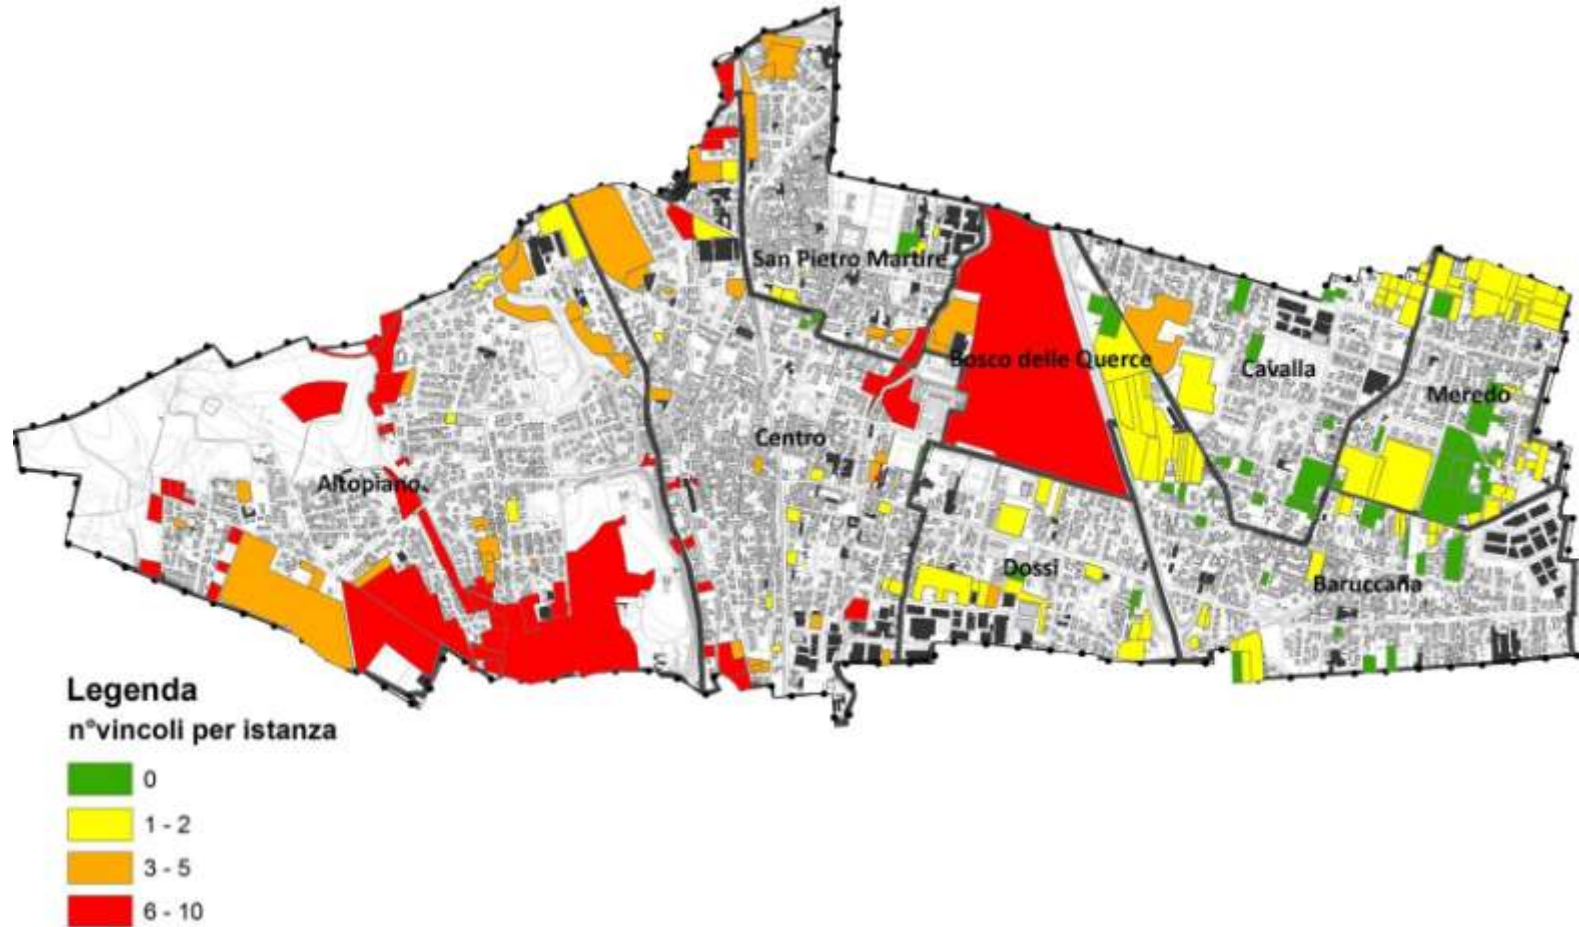 San Pietro Martire
Bosco delle Querce
Cavalla
Meredo
Centro
Altopiano
Dossi
Baruccana
Legenda
n°vincoli per istanza
0
1 - 2
3 - 5
6 - 10